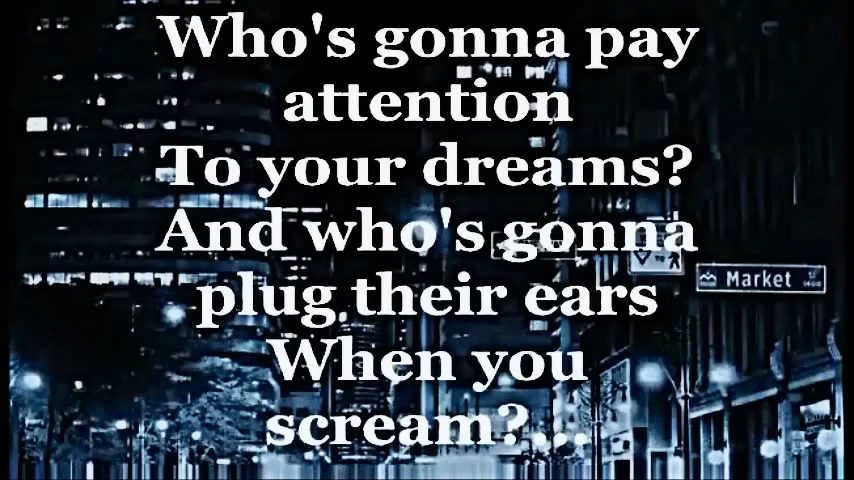 Who's gonna pay
attention
To your dreams?
And who's gonna
plug their ears
When you
scream?...
Market